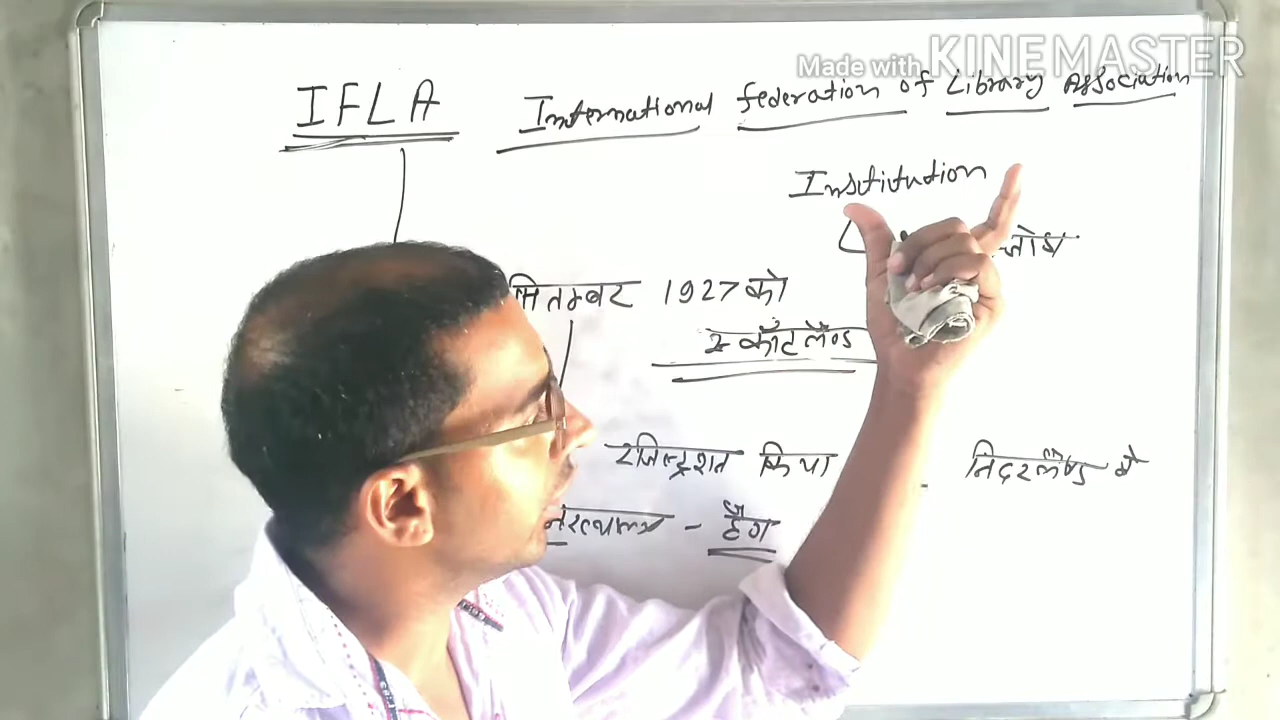 Made with KINEMASTER
IFLA International federation of Library Association
Institution
जोडा
सितम्बर 1927 को
स्कॉटलैण्ड
रजिस्ट्रेशन किया निदरलैण्ड मे
- हैग